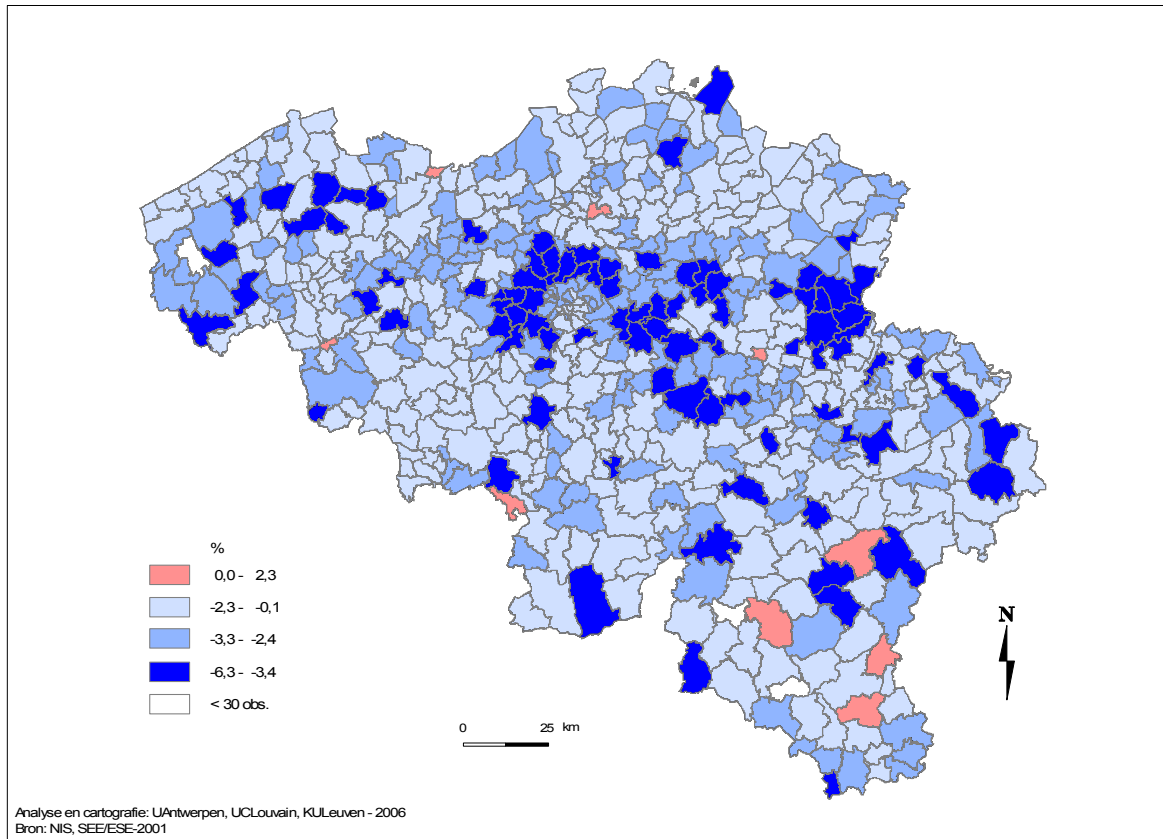 %
0,0 - 2,3
-2,3 - -0,1
-3,3 - -2,4
-6,3 - -3,4
< 30 obs.
N
0 25 km
Analyse en cartografie: UAntwerpen, UCLouvain, KULeuven - 2006
Bron: NIS, SEE/ESE-2001